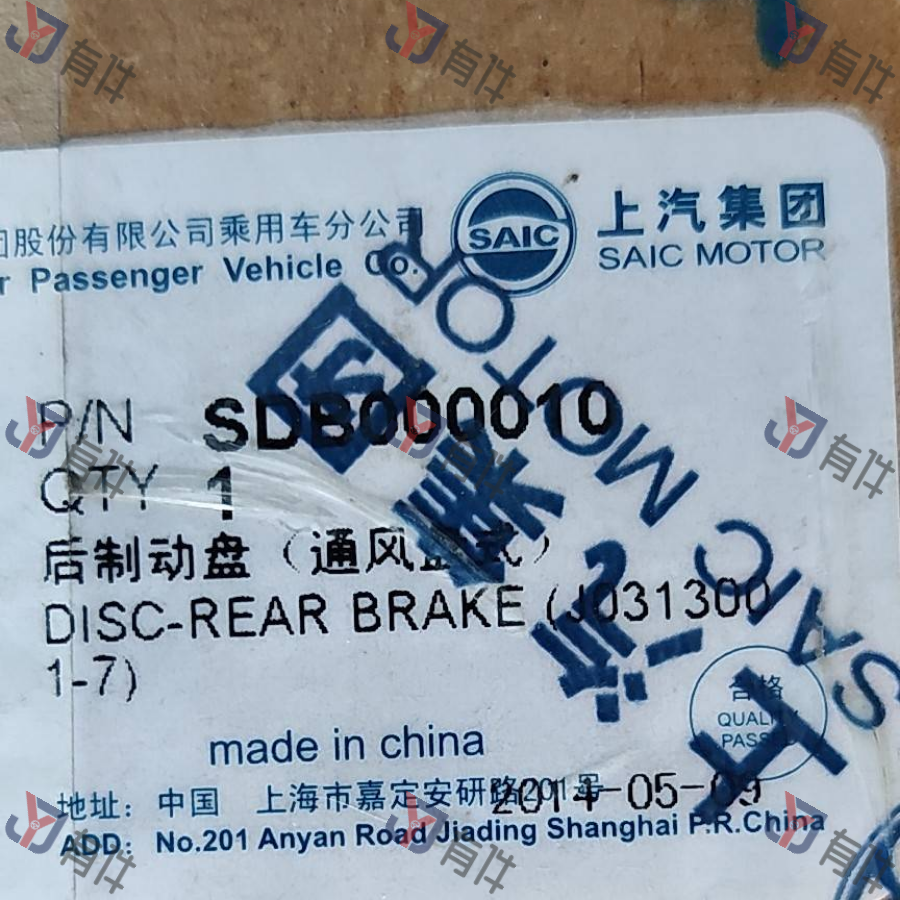 股份有限公司乘用车分公司
Passenger Vehicle Co.
SAIC
上汽集团
SAIC MOTOR
P/N SDB000010
QTY 1
后制动盘（通风盘式）
DISC-REAR BRAKE (J031300
1-7)
上汽集团
SAIC MOTOR
合格
QUALITY
PASS
made in china
地址：中国 上海市嘉定安研路201号
2014-05-09
ADD: No.201 Anyan Road Jiading Shanghai P.R.China
有件